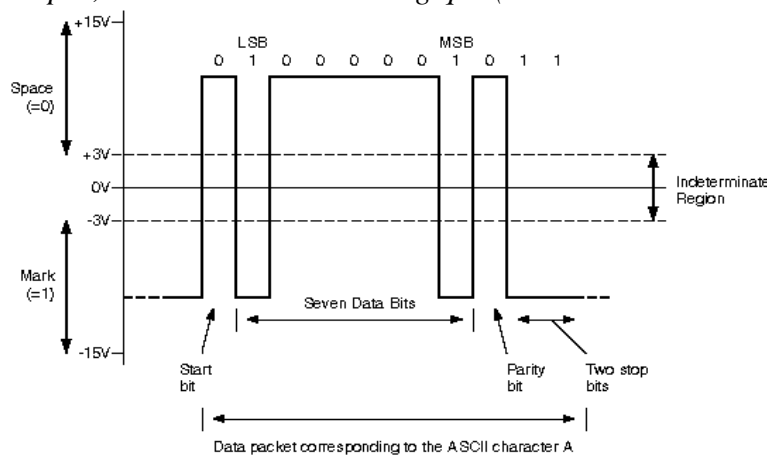 +15V
LSB MSB
0 1 0 0 0 0 0 1 0 1 1
Space
(=0)
+3V
0V
-3V
Indeterminate
Region
Mark
(=1)
Seven Data Bits
-15V
Start
bit
Parity
bit
Two stop
bits
Data packet corresponding to the ASCII character A